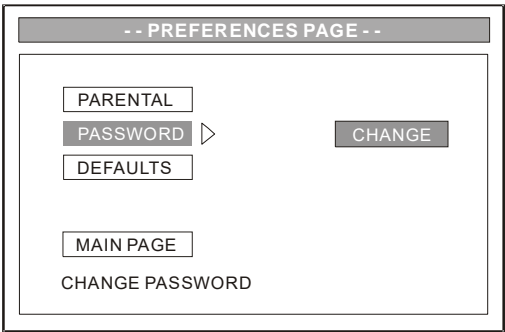 - - PREFERENCES PAGE - -
PARENTAL
PASSWORD CHANGE
DEFAULTS
MAIN PAGE
CHANGE PASSWORD